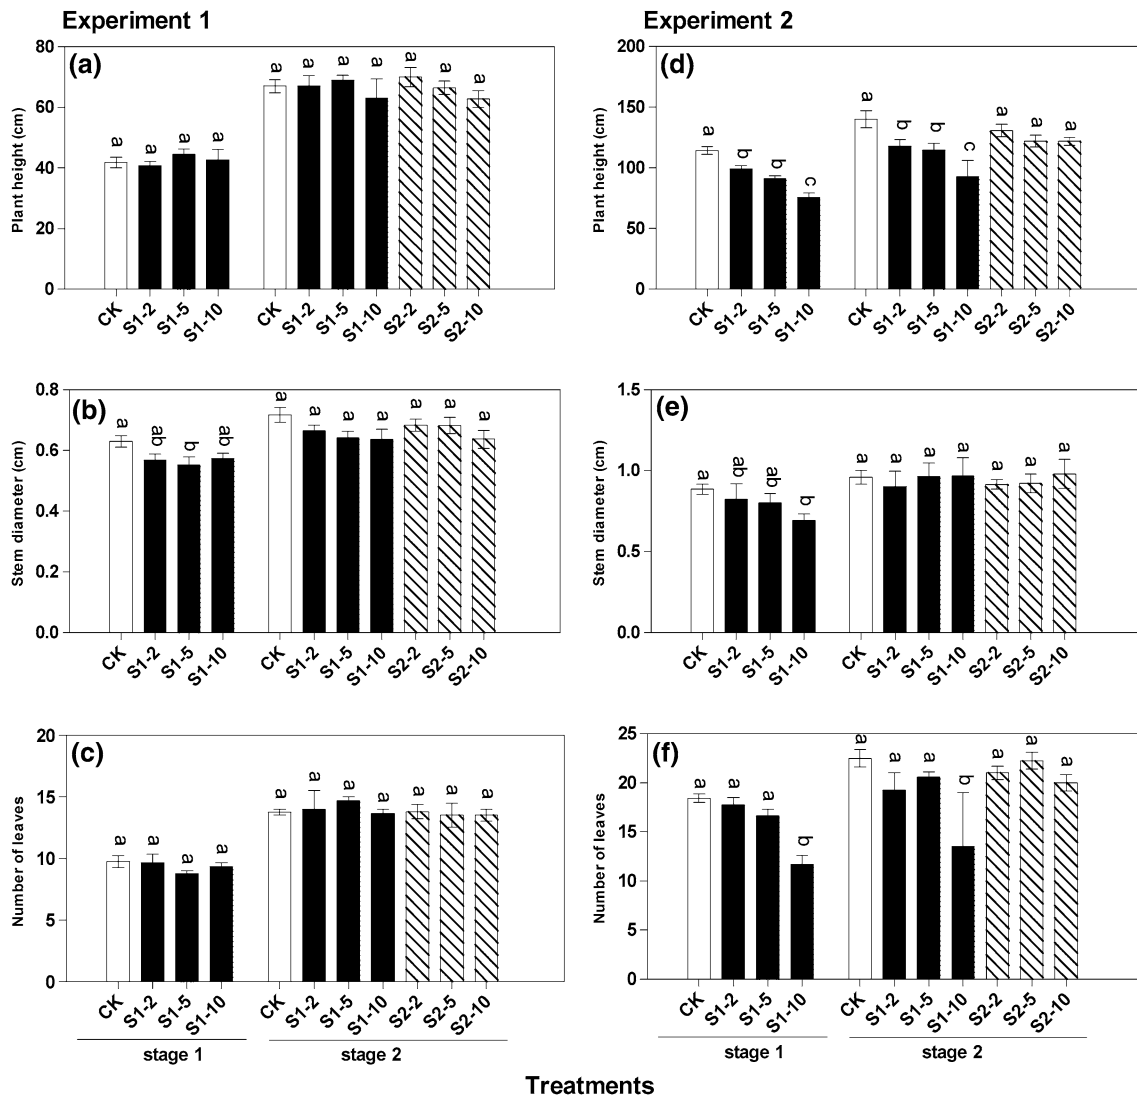 Experiment 1
Experiment 2
(a)
Plant height (cm)
80
60
40
20
0
a a a a a a a a a a a
CK S1-2 S1-5 S1-10 CK S1-2 S1-5 S1-10 S2-2 S2-5 S2-10
(d)
Plant height (cm)
200
150
100
50
0
a b b c a b b c a a a
CK S1-2 S1-5 S1-10 CK S1-2 S1-5 S1-10 S2-2 S2-5 S2-10
(b)
Stem diameter (cm)
0.8
0.6
0.4
0.2
0.0
a ab b ab a a a a a a a
CK S1-2 S1-5 S1-10 CK S1-2 S1-5 S1-10 S2-2 S2-5 S2-10
(e)
Stem diameter (cm)
1.5
1.0
0.5
0.0
a ab ab b a a a a a a a
CK S1-2 S1-5 S1-10 CK S1-2 S1-5 S1-10 S2-2 S2-5 S2-10
(c)
Number of leaves
20
15
10
5
0
a a a a a a a a a a a
CK S1-2 S1-5 S1-10 CK S1-2 S1-5 S1-10 S2-2 S2-5 S2-10
stage 1 stage 2
(f)
Number of leaves
25
20
15
10
5
0
a a a b a a a b a a a
CK S1-2 S1-5 S1-10 CK S1-2 S1-5 S1-10 S2-2 S2-5 S2-10
stage 1 stage 2
Treatments